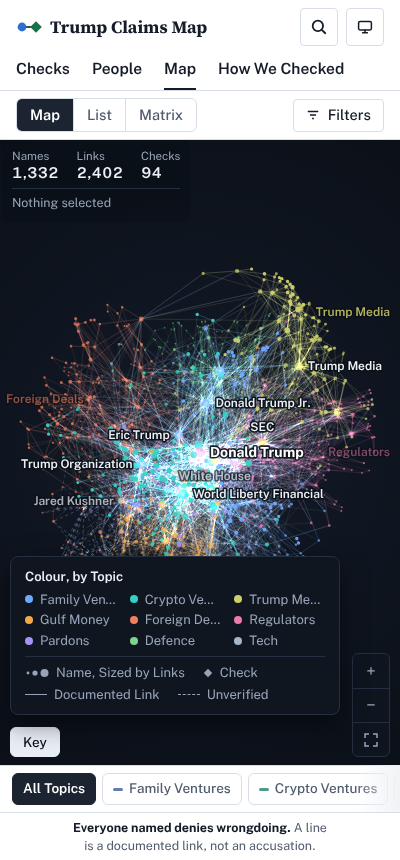 Trump Claims Map
Checks People Map How We Checked
Map List Matrix Filters
Names Links Checks
1,332 2,402 94
Nothing selected
Trump Media
Trump Media
Foreign Deals
Donald Trump Jr.
SEC
Eric Trump
Donald Trump
Regulators
Trump Organization
White House
World Liberty Financial
Jared Kushner
Colour, by Topic
Family Ven... Crypto Ve... Trump Me...
Gulf Money Foreign De... Regulators
Pardons Defence Tech
Name, Sized by Links Check
Documented Link Unverified
+
−
Key
All Topics Family Ventures Crypto Ventures
Everyone named denies wrongdoing. A line
is a documented link, not an accusation.